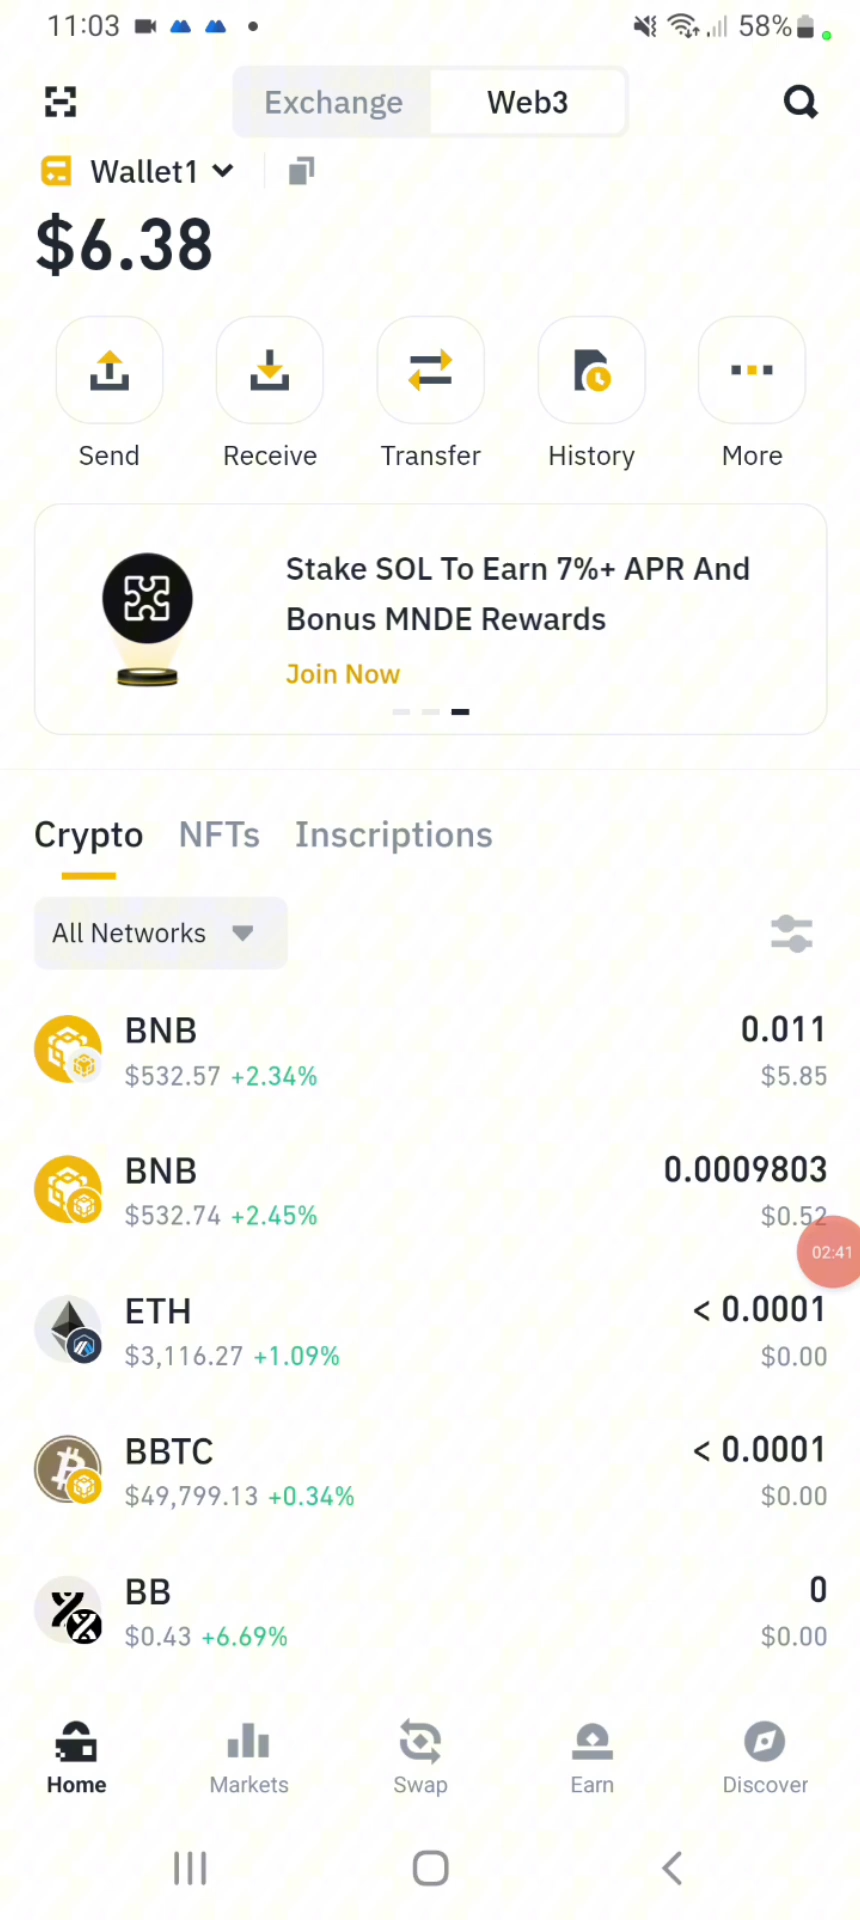 11:03
58%
Exchange
Web3
Wallet1
$6.38
Send
Receive
Transfer
History
More
Stake SOL To Earn 7%+ APR And
Bonus MNDE Rewards
Join Now
Crypto
NFTs
Inscriptions
All Networks
BNB
0.011
$532.57 +2.34%
$5.85
BNB
0.0009803
$532.74 +2.45%
$0.52
02:41
ETH
< 0.0001
$3,116.27 +1.09%
$0.00
BBTC
< 0.0001
$49,799.13 +0.34%
$0.00
BB
0
$0.43 +6.69%
$0.00
Home
Markets
Swap
Earn
Discover